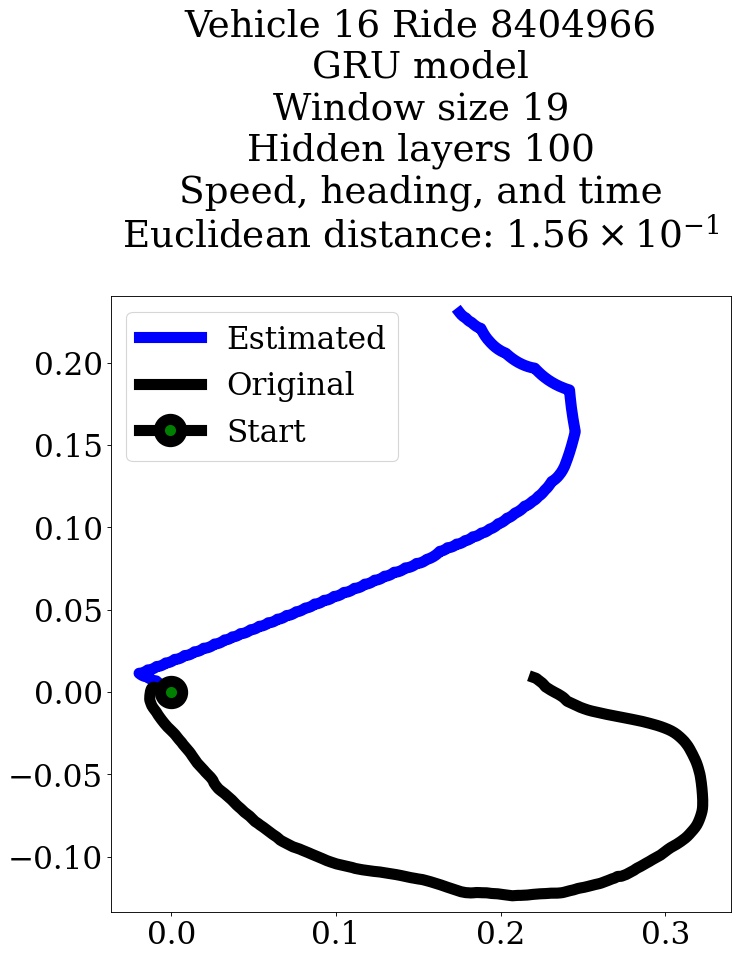 Vehicle 16 Ride 8404966
GRU model
Window size 19
Hidden layers 100
Speed, heading, and time
Euclidean distance: 1.56 × 10⁻¹
Estimated
Original
Start
0.20
0.15
0.10
0.05
0.00
−0.05
−0.10
0.0 0.1 0.2 0.3